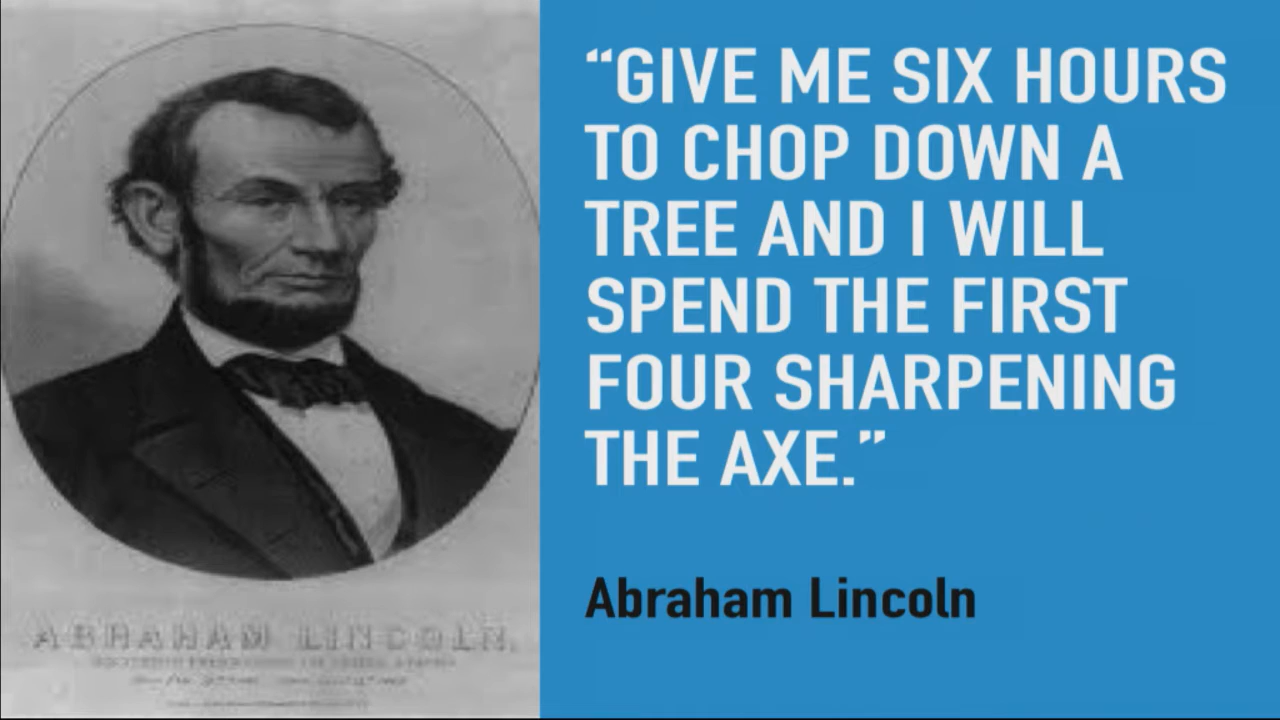 “GIVE ME SIX HOURS
TO CHOP DOWN A
TREE AND I WILL
SPEND THE FIRST
FOUR SHARPENING
THE AXE.”
Abraham Lincoln
ABRAHAM LINCOLN.